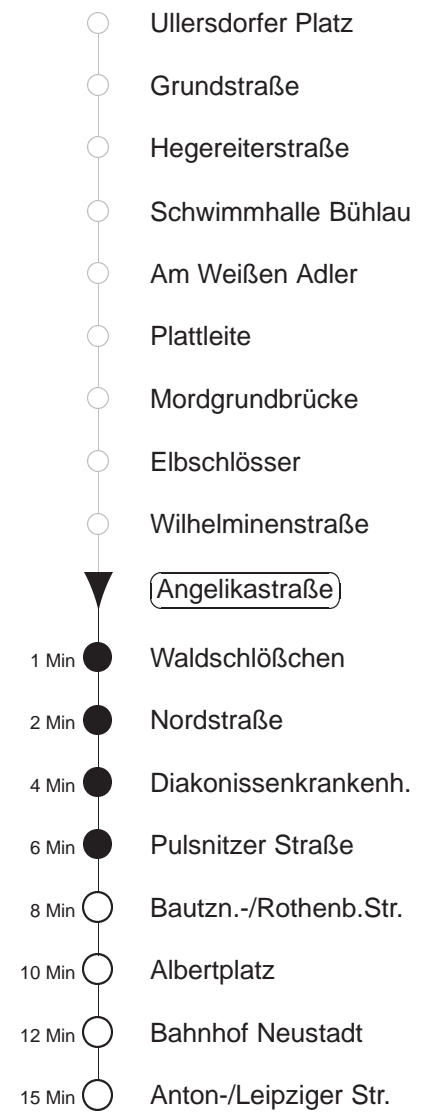 Ullersdorfer Platz
Grundstraße
Hegereiterstraße
Schwimmhalle Bühlau
Am Weißen Adler
Plattleite
Mordgrundbrücke
Elbschlösser
Wilhelminenstraße
Angelikastraße
1 Min Waldschlößchen
2 Min Nordstraße
4 Min Diakonissenkrankenh.
6 Min Pulsnitzer Straße
8 Min Bautzn.-/Rothenb.Str.
10 Min Albertplatz
12 Min Bahnhof Neustadt
15 Min Anton-/Leipziger Str.